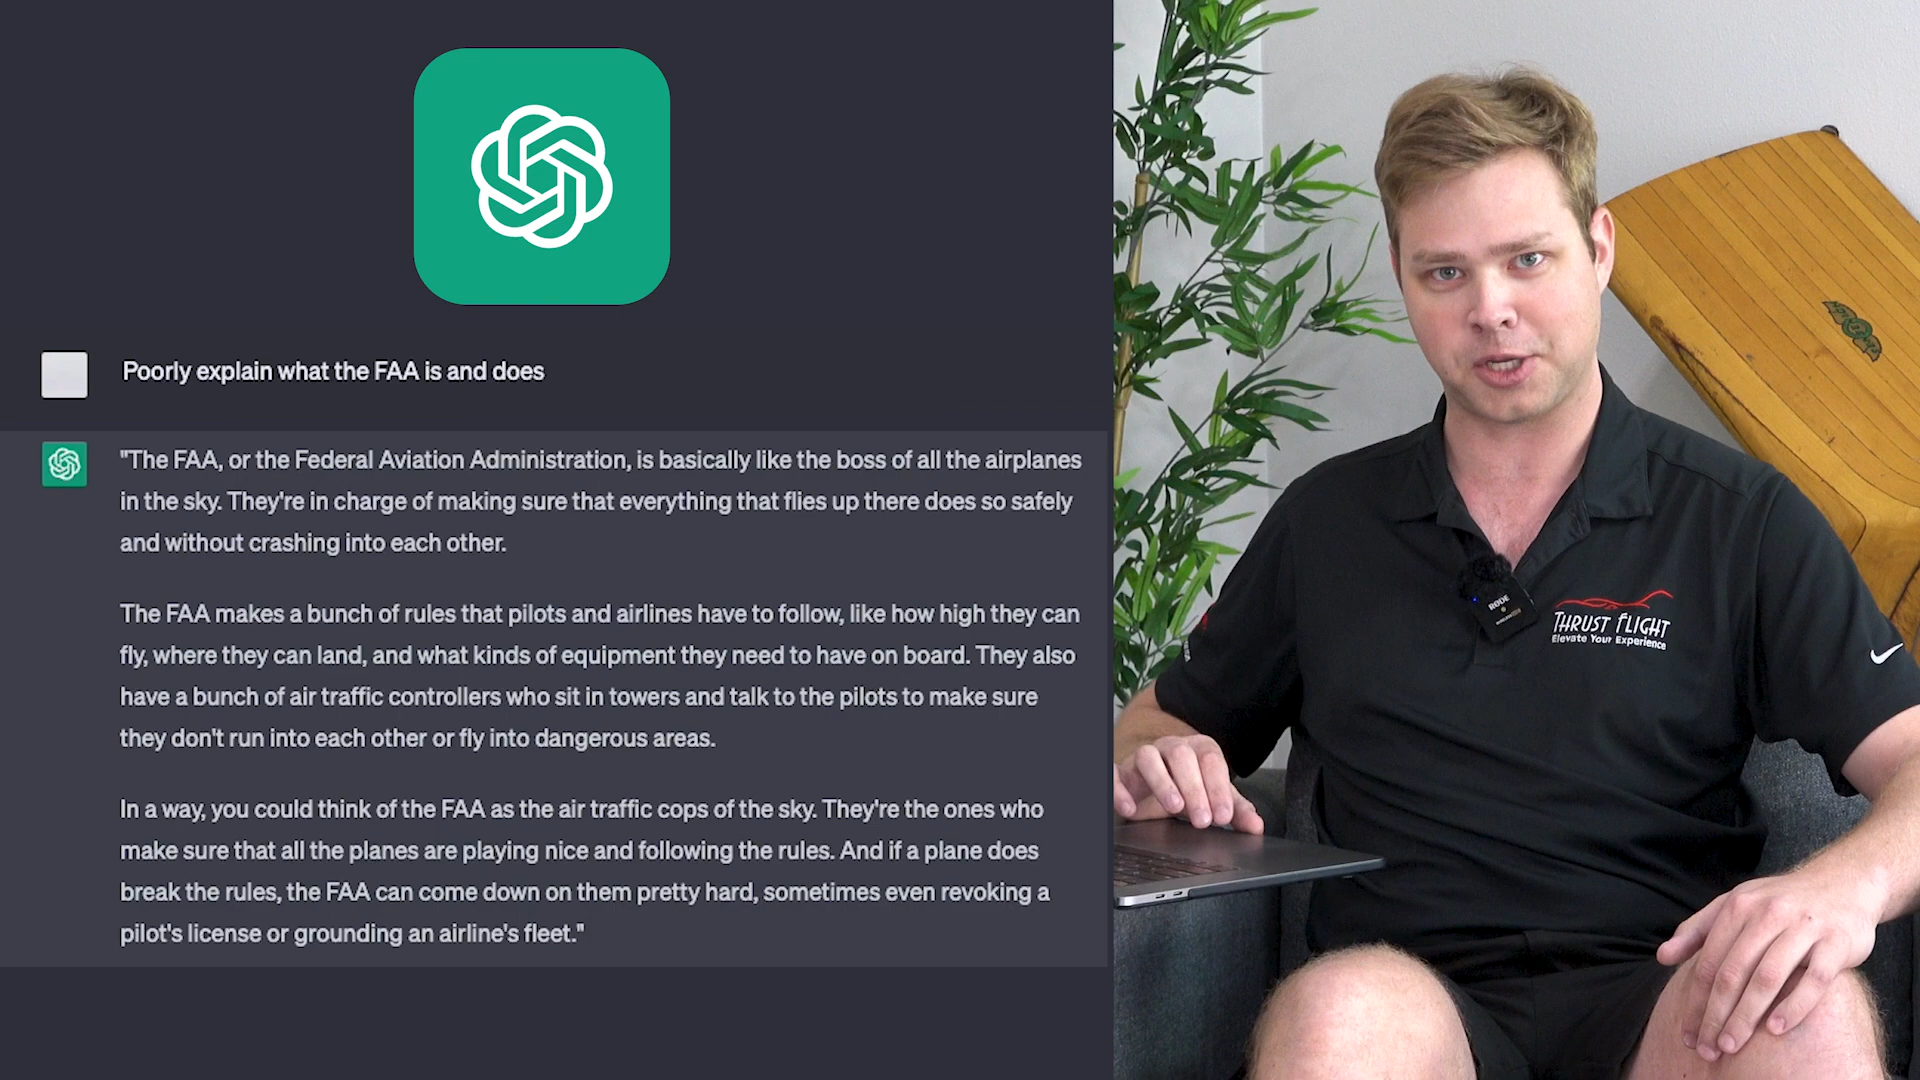 Poorly explain what the FAA is and does
"The FAA, or the Federal Aviation Administration, is basically like the boss of all the airplanes
in the sky. They're in charge of making sure that everything that flies up there does so safely
and without crashing into each other.
The FAA makes a bunch of rules that pilots and airlines have to follow, like how high they can
fly, where they can land, and what kinds of equipment they need to have on board. They also
have a bunch of air traffic controllers who sit in towers and talk to the pilots to make sure
they don't run into each other or fly into dangerous areas.
In a way, you could think of the FAA as the air traffic cops of the sky. They're the ones who
make sure that all the planes are playing nice and following the rules. And if a plane does
break the rules, the FAA can come down on them pretty hard, sometimes even revoking a
pilot's license or grounding an airline's fleet."
RODE
THRUST FLIGHT
Elevate Your Experience